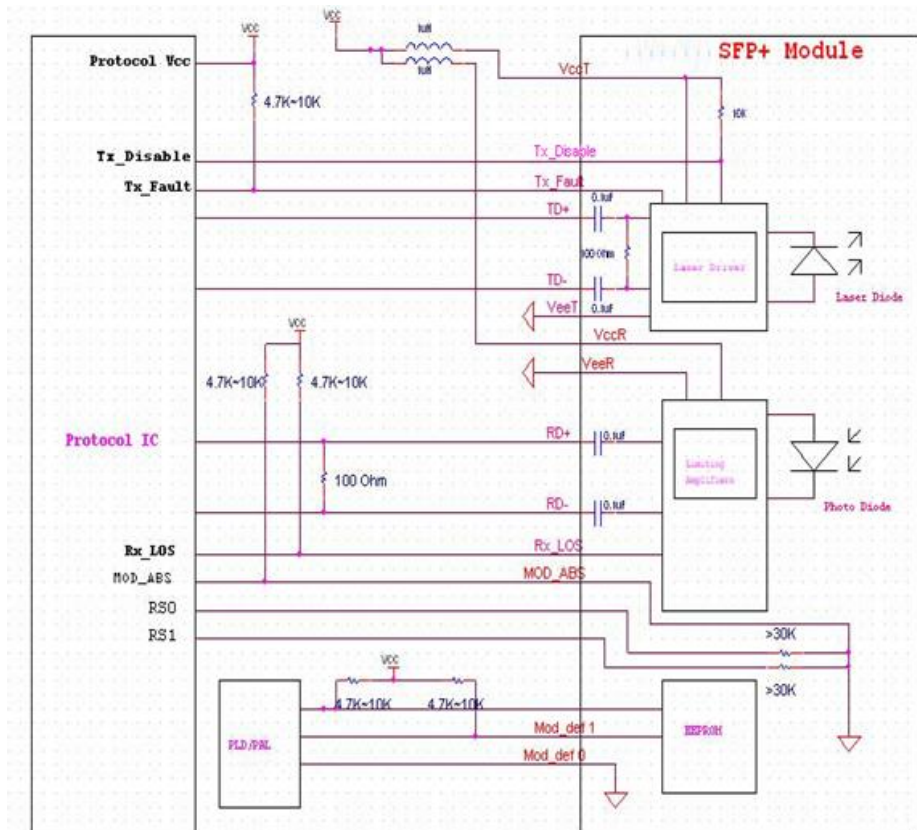 VCC
VCC
1uH
1uH
SFP+ Module
Protocol Vcc
VccT
4.7K~10K
10K
Tx_Disable
Tx_Disable
Tx_Fault
Tx_Fault
0.1uF
TD+
100 Ohm
Laser Driver
TD-
Laser Diode
VeeT
0.1uF
VCC
VccR
VeeR
4.7K~10K
4.7K~10K
Protocol IC
RD+
0.1uF
Limiting
Amplifiers
100 Ohm
RD-
0.1uF
Photo Diode
Rx_LOS
Rx_LOS
MOD_ABS
MOD_ABS
RS0
RS1
>30K
VCC
>30K
4.7K~10K
4.7K~10K
PLD/PAL
Mod_def 1
EEPROM
Mod_def 0